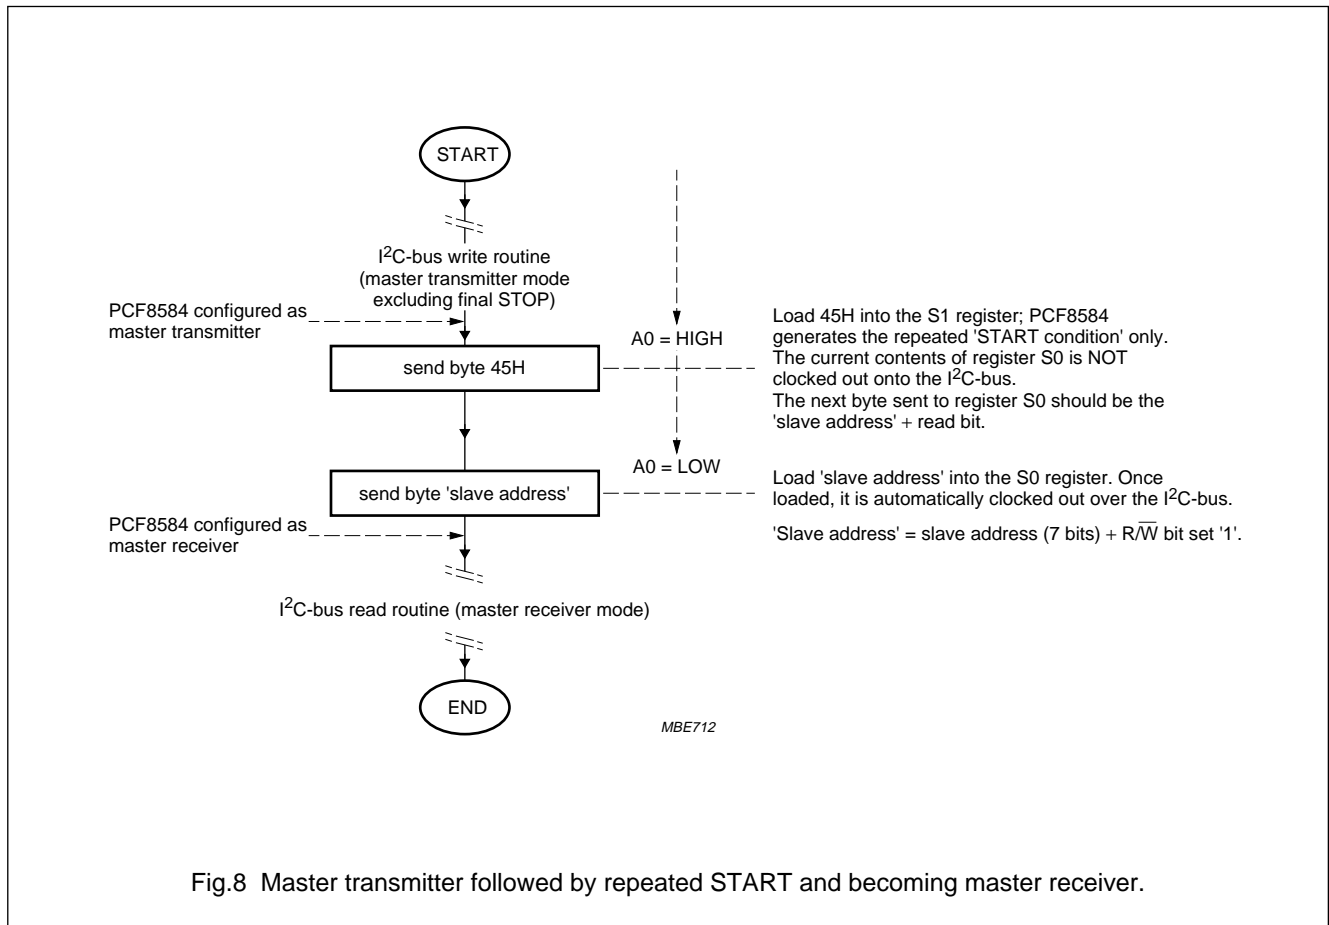 START
I2C-bus write routine
(master transmitter mode
excluding final STOP)
PCF8584 configured as
master transmitter
A0 = HIGH
send byte 45H
Load 45H into the S1 register; PCF8584
generates the repeated 'START condition' only.
The current contents of register S0 is NOT
clocked out onto the I2C-bus.
The next byte sent to register S0 should be the
'slave address' + read bit.
A0 = LOW
send byte 'slave address'
Load 'slave address' into the S0 register. Once
loaded, it is automatically clocked out over the I2C-bus.
'Slave address' = slave address (7 bits) + R/W̅ bit set '1'.
PCF8584 configured as
master receiver
I2C-bus read routine (master receiver mode)
END
MBE712
Fig.8 Master transmitter followed by repeated START and becoming master receiver.